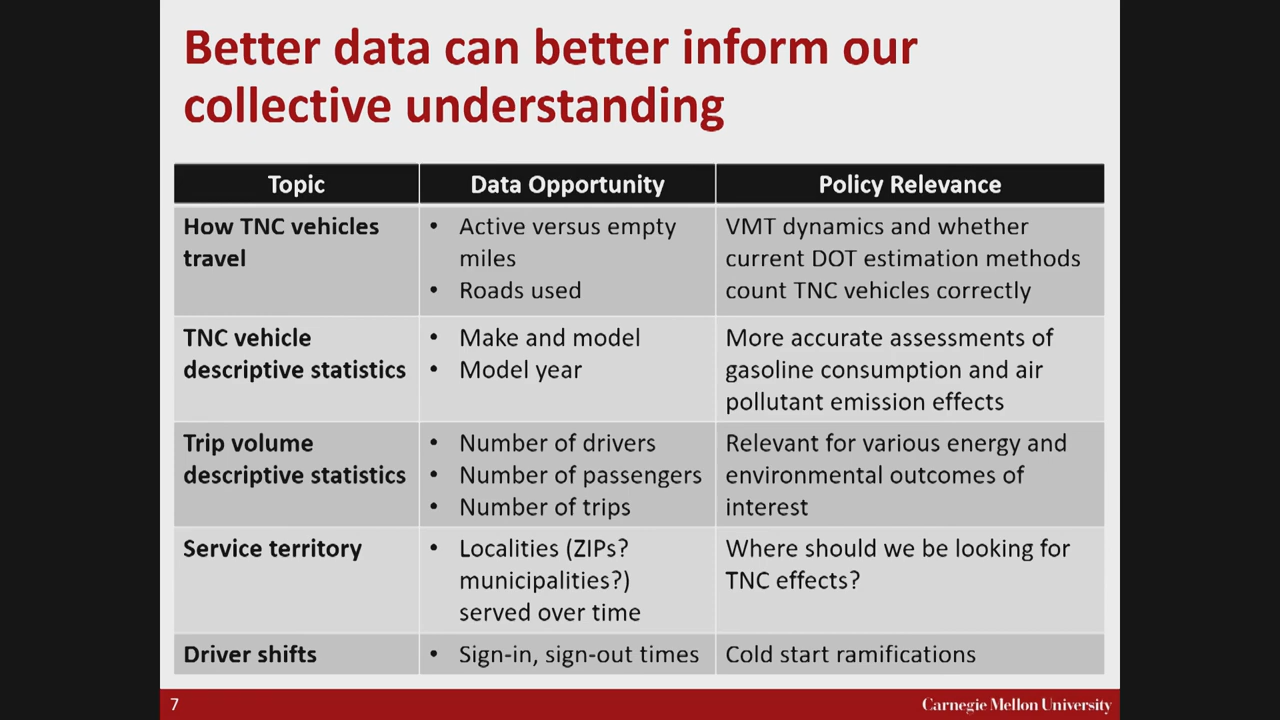 Better data can better inform our
collective understanding
Topic
Data Opportunity
Policy Relevance
How TNC vehicles
travel
• Active versus empty
miles
• Roads used
VMT dynamics and whether
current DOT estimation methods
count TNC vehicles correctly
TNC vehicle
descriptive statistics
• Make and model
• Model year
More accurate assessments of
gasoline consumption and air
pollutant emission effects
Trip volume
descriptive statistics
• Number of drivers
• Number of passengers
• Number of trips
Relevant for various energy and
environmental outcomes of
interest
Service territory
• Localities (ZIPs?
municipalities?)
served over time
Where should we be looking for
TNC effects?
Driver shifts
• Sign-in, sign-out times
Cold start ramifications
7
Carnegie Mellon University